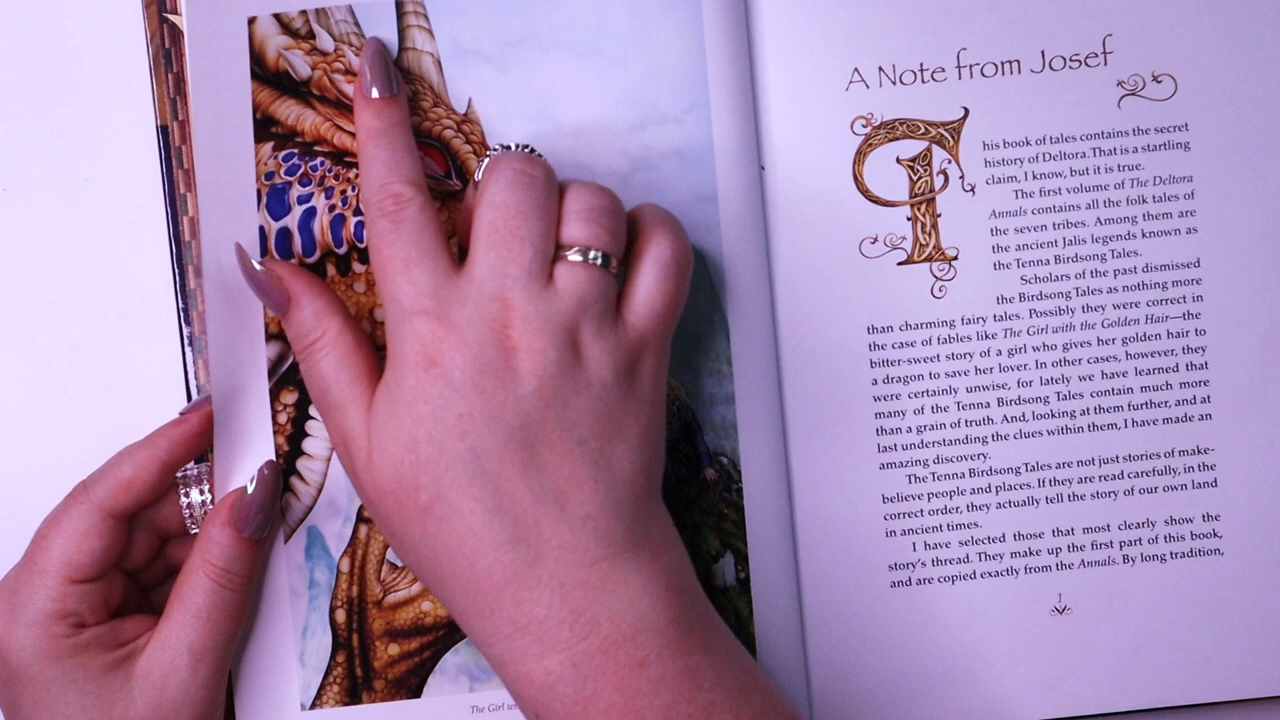 The Girl
A Note from Josef
This book of tales contains the secret
history of Deltora. That is a startling
claim, I know, but it is true.
The first volume of The Deltora
Annals contains all the folk tales of
the seven tribes. Among them are
the ancient Jalis legends known as
the Tenna Birdsong Tales.
Scholars of the past dismissed
the Birdsong Tales as nothing more
than charming fairy tales. Possibly they were correct in
the case of fables like The Girl with the Golden Hair—the
bitter-sweet story of a girl who gives her golden hair to
a dragon to save her lover. In other cases, however, they
were certainly unwise, for lately we have learned that
many of the Tenna Birdsong Tales contain much more
than a grain of truth. And, looking at them further, and at
last understanding the clues within them, I have made an
amazing discovery.
The Tenna Birdsong Tales are not just stories of make-
believe people and places. If they are read carefully, in the
correct order, they actually tell the story of our own land
in ancient times.
I have selected those that most clearly show the
story's thread. They make up the first part of this book,
and are copied exactly from the Annals. By long tradition,
1